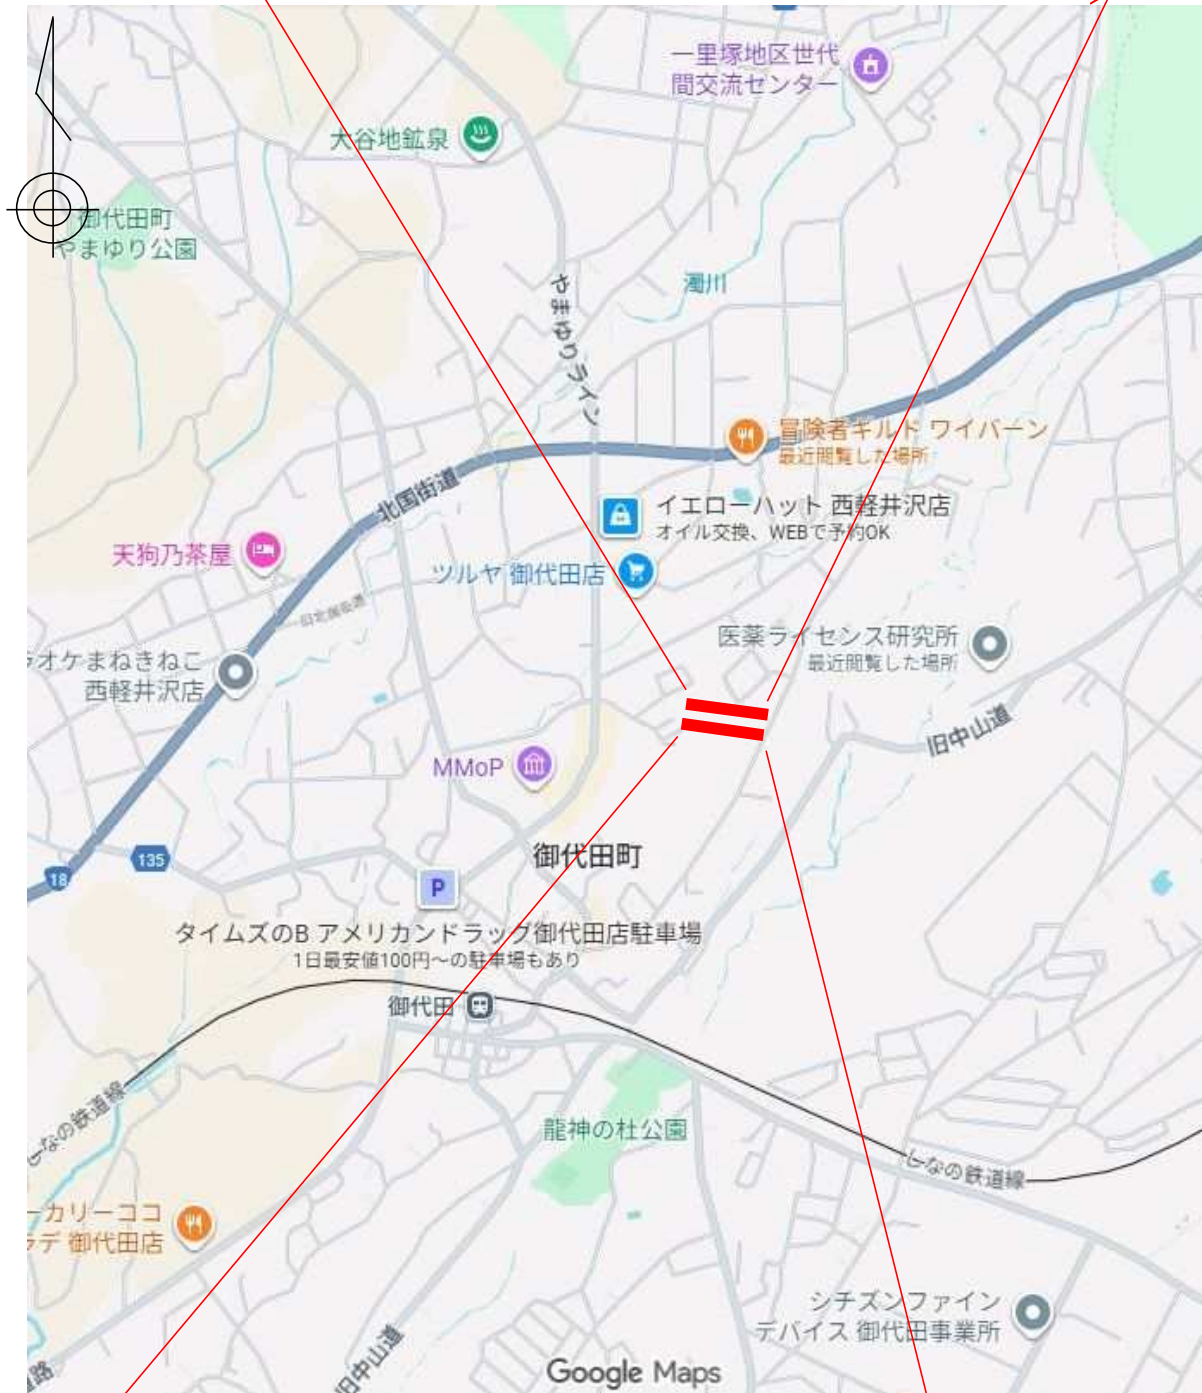 一里塚地区世代
間交流センター
大谷地鉱泉
御代田町
やまゆり公園
濁川
やまゆりライン
冒険者ギルド ワイバーン
最近閲覧した場所
北国街道
イエローハット 西軽井沢店
オイル交換、WEBで予約OK
天狗乃茶屋
ツルヤ 御代田店
旧北国街道
医薬ライセンス研究所
最近閲覧した場所
ラオケまねきねこ
西軽井沢店
旧中山道
MMoP
135
18
御代田町
P
タイムズのB アメリカンドラッグ御代田店駐車場
1日最安値100円~の駐車場もあり
御代田
しなの鉄道線
龍神の杜公園
しなの鉄道線
ーカリーココ
ラデ 御代田店
シチズンファイン
デバイス 御代田事業所
旧中山道
Google Maps